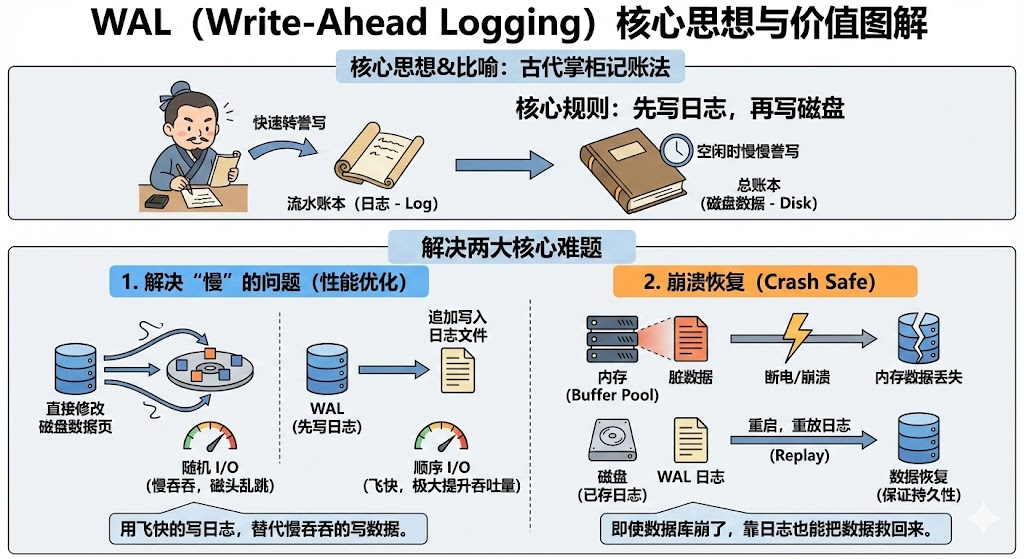 WAL（Write-Ahead Logging）核心思想与价值图解
核心思想&比喻：古代掌柜记账法
核心规则：先写日志，再写磁盘
快速转誊写
空闲时慢慢誊写
流水账本（日志 - Log）
总账本
（磁盘数据 - Disk）
解决两大核心难题
1. 解决“慢”的问题（性能优化）
直接修改
磁盘数据页
随机 I/O
（慢吞吞，磁头乱跳）
WAL
（先写日志）
追加写入
日志文件
顺序 I/O
（飞快，极大提升吞吐量）
用飞快的写日志，替代慢吞吞的写数据。
2. 崩溃恢复（Crash Safe）
内存
（Buffer Pool）
脏数据
断电/崩溃
内存数据丢失
磁盘
（已存日志）
WAL 日志
重启，重放日志
（Replay）
数据恢复
（保证持久性）
即使数据库崩了，靠日志也能把数据救回来。